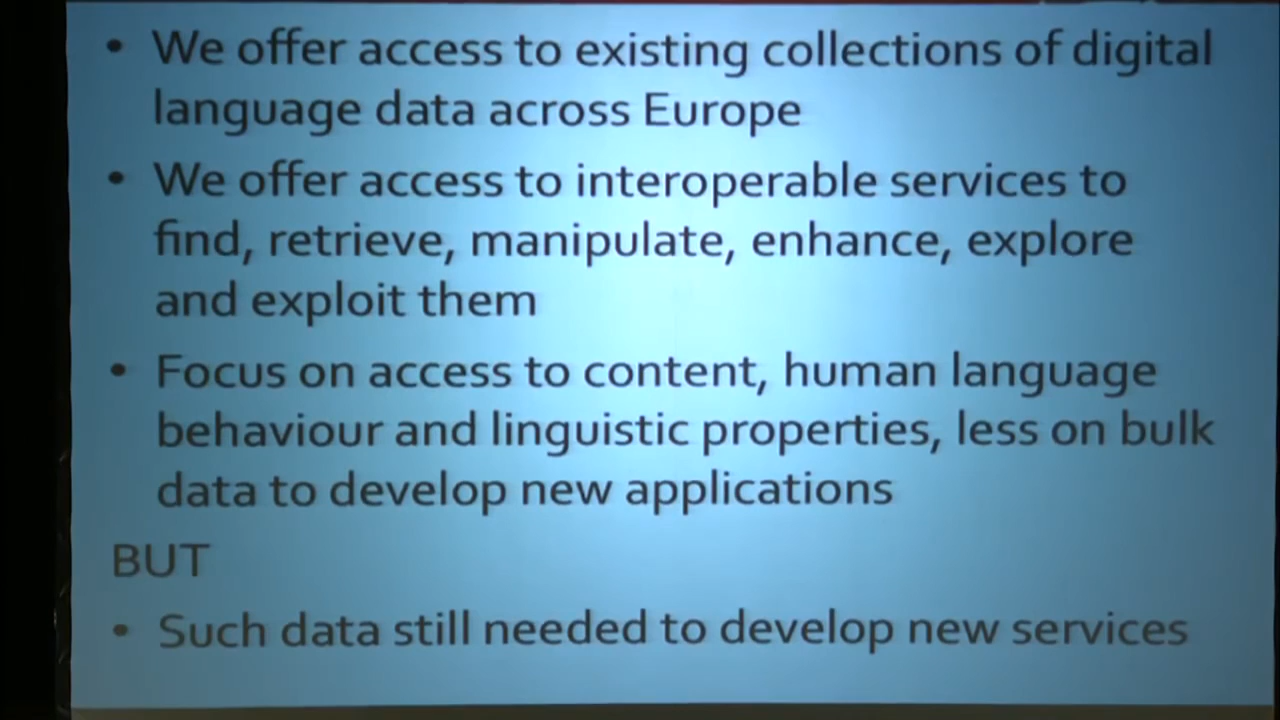 • We offer access to existing collections of digital
language data across Europe
• We offer access to interoperable services to
find, retrieve, manipulate, enhance, explore
and exploit them
• Focus on access to content, human language
behaviour and linguistic properties, less on bulk
data to develop new applications
BUT
• Such data still needed to develop new services